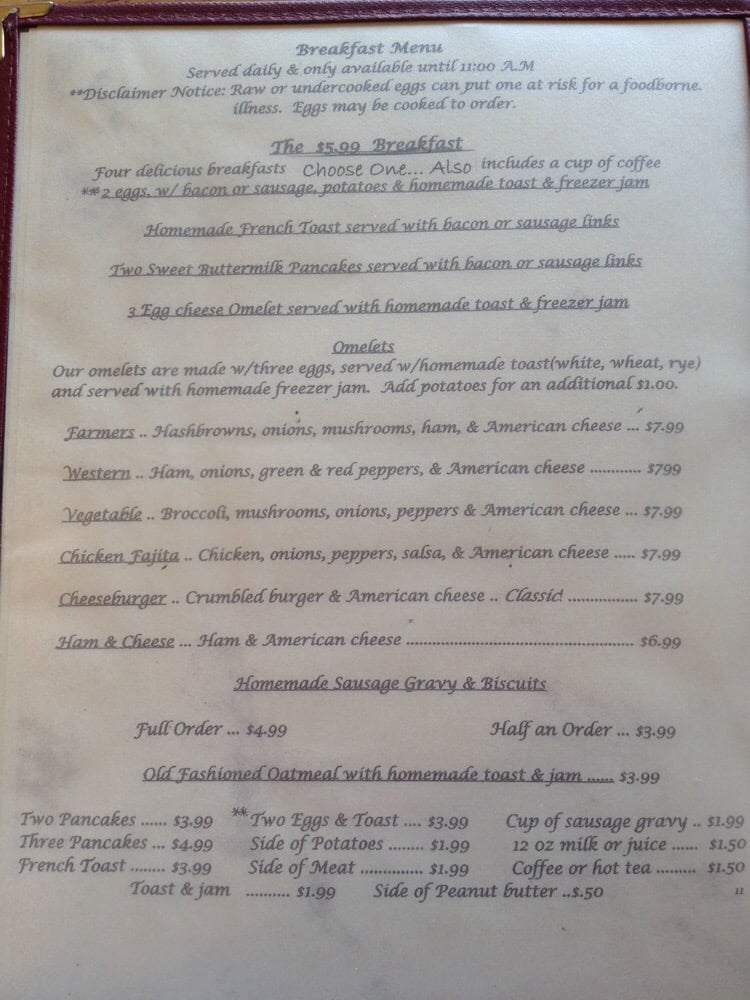 Breakfast Menu
Served daily & only available until 11:00 A.M
**Disclaimer Notice: Raw or undercooked eggs can put one at risk for a foodborne.
illness. Eggs may be cooked to order.
The $5.99 Breakfast
Four delicious breakfasts Choose One... Also includes a cup of coffee
**2 eggs. w/ bacon or sausage, potatoes & homemade toast & freezer jam
Homemade French Toast served with bacon or sausage links
Two Sweet Buttermilk Pancakes served with bacon or sausage links
3 Egg cheese Omelet served with homemade toast & freezer jam
Omelets
Our omelets are made w/three eggs, served w/homemade toast(white, wheat, rye)
and served with homemade freezer jam. Add potatoes for an additional $1.00.
Farmers .. Hashbrowns, onions, mushrooms, ham, & American cheese ... $7.99
Western .. Ham, onions, green & red peppers, & American cheese ............ $799
Vegetable .. Broccoli, mushrooms, onions, peppers & American cheese ... $7.99
Chicken Fajita .. Chicken, onions, peppers, salsa, & American cheese ..... $7.99
Cheeseburger .. Crumbled burger & American cheese .. Classic! ................ $7.99
Ham & Cheese ... Ham & American cheese ..................................................... $6.99
Homemade Sausage Gravy & Biscuits
Full Order ... $4.99 Half an Order ... $3.99
Old Fashioned Oatmeal with homemade toast & jam ...... $3.99
Two Pancakes ...... $3.99 **Two Eggs & Toast .... $3.99 Cup of sausage gravy .. $1.99
Three Pancakes ... $4.99 Side of Potatoes ........ $1.99 12 oz milk or juice ...... $1.50
French Toast ........ $3.99 Side of Meat .............. $1.99 Coffee or hot tea ......... $1.50
Toast & jam .......... $1.99 Side of Peanut butter ..$.50 11